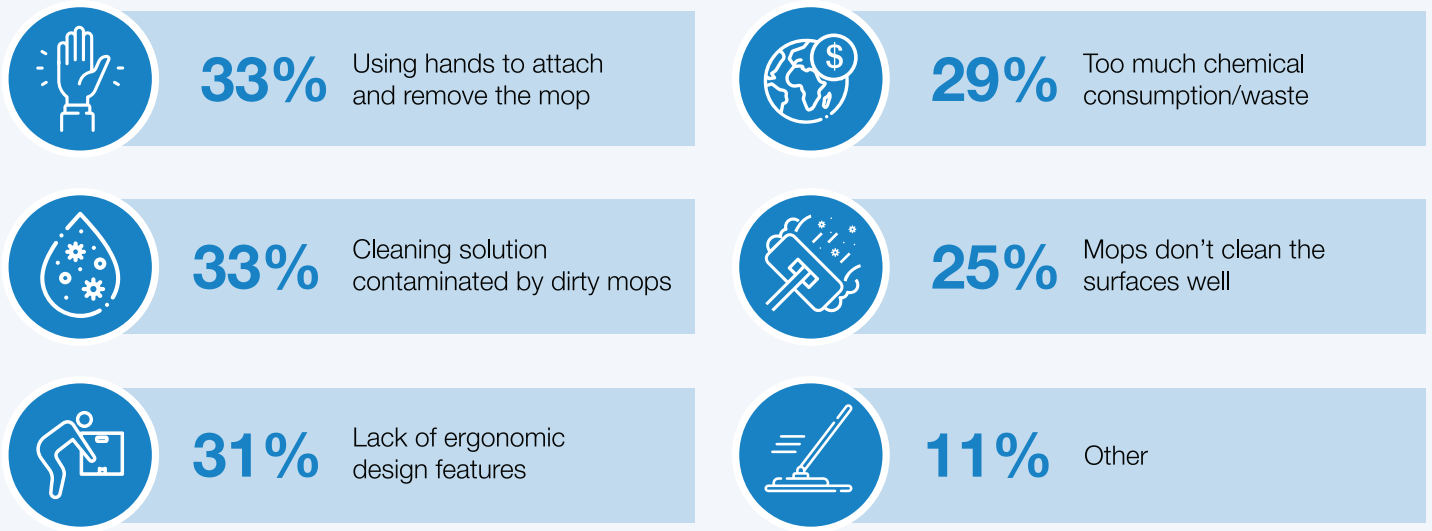 33%
Using hands to attach
and remove the mop
$
29%
Too much chemical
consumption/waste
33%
Cleaning solution
contaminated by dirty mops
25%
Mops don’t clean the
surfaces well
31%
Lack of ergonomic
design features
11%
Other